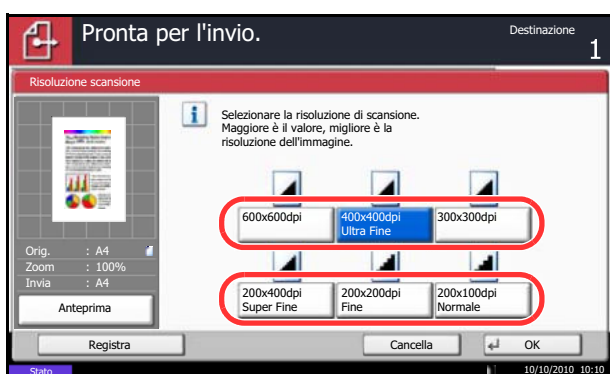 Pronta per l'invio.
Destinazione
1
Risoluzione scansione
Selezionare la risoluzione di scansione.
Maggiore è il valore, migliore è la
risoluzione dell'immagine.
600x600dpi
400x400dpi
Ultra Fine
300x300dpi
200x400dpi
Super Fine
200x200dpi
Fine
200x100dpi
Normale
Orig. : A4
Zoom : 100%
Invia : A4
Anteprima
Registra
Cancella
OK
Stato
10/10/2010 10:10